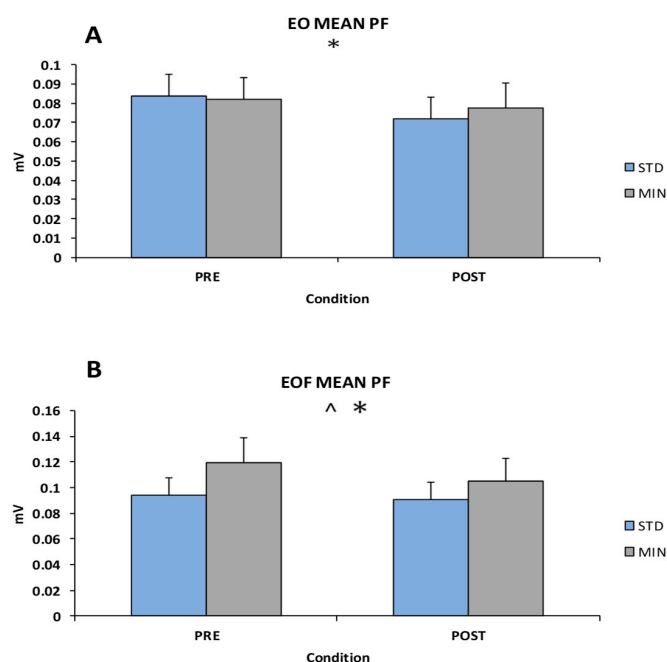 A
EO MEAN PF
*
0.1
0.09
0.08
0.07
0.06
0.05
0.04
0.03
0.02
0.01
0
mV
STD
MIN
PRE
POST
Condition
B
EOF MEAN PF
^ *
0.16
0.14
0.12
0.1
0.08
0.06
0.04
0.02
0
mV
STD
MIN
PRE
POST
Condition